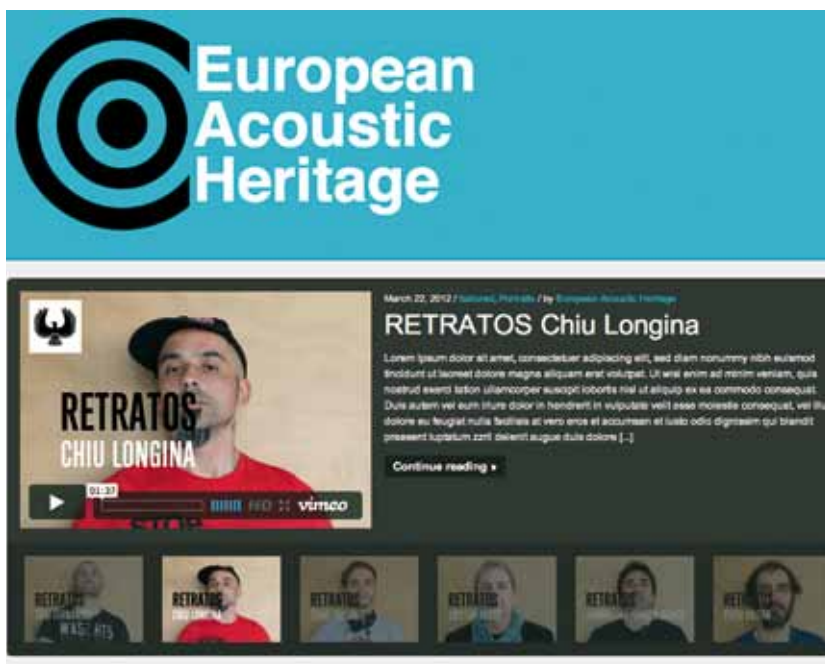 European
Acoustic
Heritage
March 22, 2012 / featured, Portraits / by European Acoustic Heritage
RETRATOS Chiu Longina
Lorem ipsum dolor sit amet, consectetuer adipiscing elit, sed diam nonummy nibh euismod
tincidunt ut laoreet dolore magna aliquam erat volutpat. Ut wisi enim ad minim veniam, quis
nostrud exerci tation ullamcorper suscipit lobortis nisl ut aliquip ex ea commodo consequat.
Duis autem vel eum iriure dolor in hendrerit in vulputate velit esse molestie consequat, vel illu
dolore eu feugiat nulla facilisis at vero eros et accumsan et iusto odio dignissim qui blandit
praesent luptatum zzril delenit augue duis dolore [...]
Continue reading »
RETRATOS
CHIU LONGINA
01:37
HD vimeo
STOP
RETRATOS
RETRATOS
CHIU LONGINA
RETRATOS
RETRATOS
RETRATOS
RETRATOS